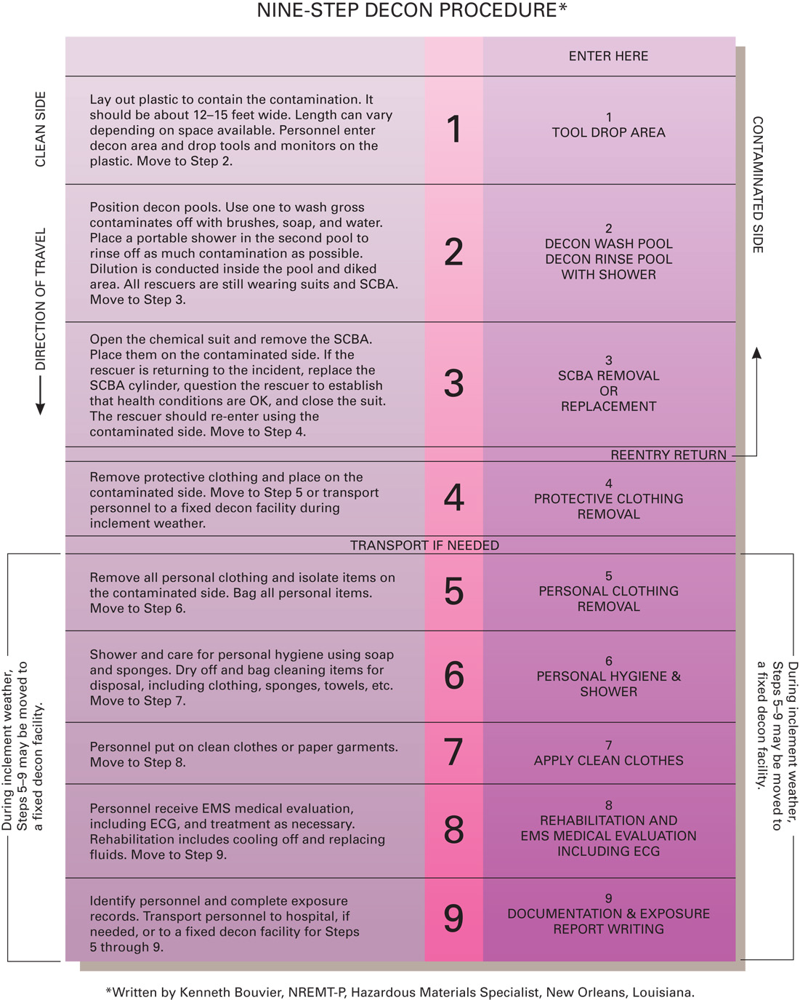 NINE-STEP DECON PROCEDURE*
ENTER HERE
CLEAN SIDE
DIRECTION OF TRAVEL
CONTAMINATED SIDE
Lay out plastic to contain the contamination. It
should be about 12–15 feet wide. Length can vary
depending on space available. Personnel enter
decon area and drop tools and monitors on the
plastic. Move to Step 2.
1
1
TOOL DROP AREA
Position decon pools. Use one to wash gross
contaminates off with brushes, soap, and water.
Place a portable shower in the second pool to
rinse off as much contamination as possible.
Dilution is conducted inside the pool and diked
area. All rescuers are still wearing suits and SCBA.
Move to Step 3.
2
2
DECON WASH POOL
DECON RINSE POOL
WITH SHOWER
Open the chemical suit and remove the SCBA.
Place them on the contaminated side. If the
rescuer is returning to the incident, replace the
SCBA cylinder, question the rescuer to establish
that health conditions are OK, and close the suit.
The rescuer should re-enter using the
contaminated side. Move to Step 4.
3
3
SCBA REMOVAL
OR
REPLACEMENT
REENTRY RETURN
Remove protective clothing and place on the
contaminated side. Move to Step 5 or transport
personnel to a fixed decon facility during
inclement weather.
4
4
PROTECTIVE CLOTHING
REMOVAL
TRANSPORT IF NEEDED
Remove all personal clothing and isolate items on
the contaminated side. Bag all personal items.
Move to Step 6.
5
5
PERSONAL CLOTHING
REMOVAL
Shower and care for personal hygiene using soap
and sponges. Dry off and bag cleaning items for
disposal, including clothing, sponges, towels, etc.
Move to Step 7.
6
6
PERSONAL HYGIENE &
SHOWER
Personnel put on clean clothes or paper garments.
Move to Step 8.
7
7
APPLY CLEAN CLOTHES
Personnel receive EMS medical evaluation,
including ECG, and treatment as necessary.
Rehabilitation includes cooling off and replacing
fluids. Move to Step 9.
8
8
REHABILITATION AND
EMS MEDICAL EVALUATION
INCLUDING ECG
Identify personnel and complete exposure
records. Transport personnel to hospital, if
needed, or to a fixed decon facility for Steps
5 through 9.
9
9
DOCUMENTATION & EXPOSURE
REPORT WRITING
During inclement weather,
Steps 5–9 may be moved to
a fixed decon facility.
During inclement weather,
Steps 5–9 may be moved to
a fixed decon facility.
*Written by Kenneth Bouvier, NREMT-P, Hazardous Materials Specialist, New Orleans, Louisiana.